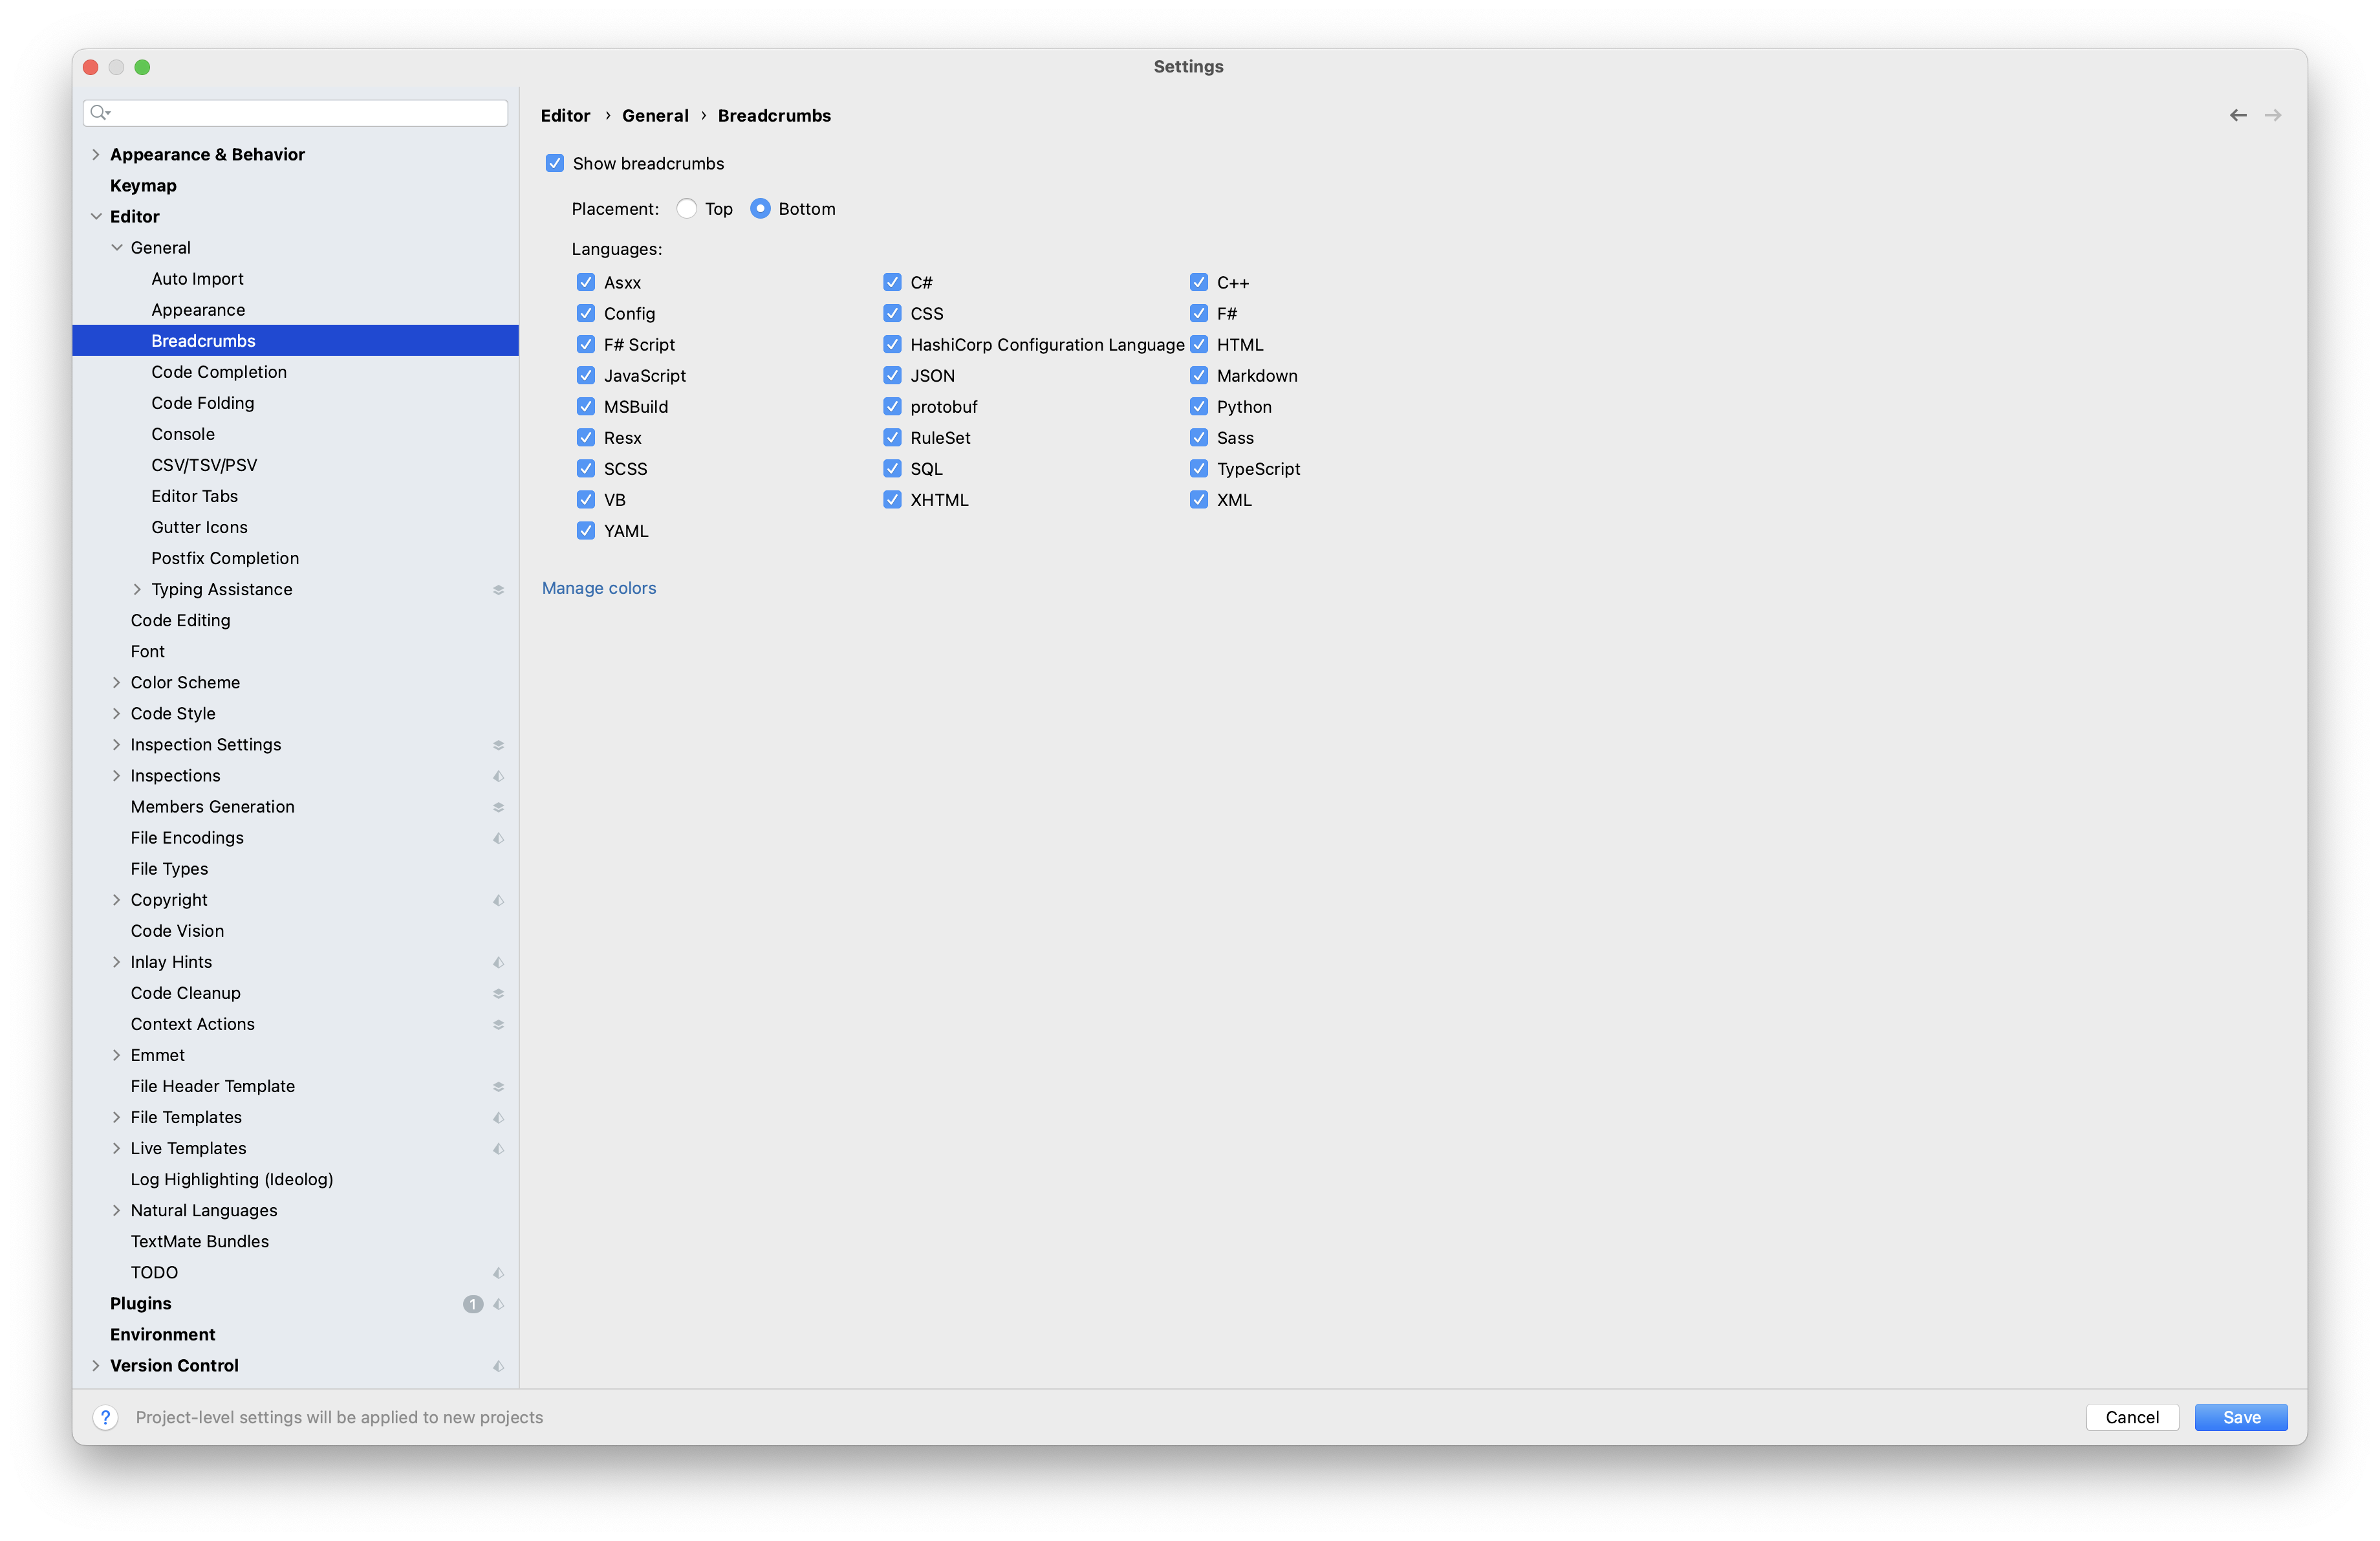 Settings
Appearance & Behavior
Keymap
Editor
General
Auto Import
Appearance
Breadcrumbs
Code Completion
Code Folding
Console
CSV/TSV/PSV
Editor Tabs
Gutter Icons
Postfix Completion
Typing Assistance
Code Editing
Font
Color Scheme
Code Style
Inspection Settings
Inspections
Members Generation
File Encodings
File Types
Copyright
Code Vision
Inlay Hints
Code Cleanup
Context Actions
Emmet
File Header Template
File Templates
Live Templates
Log Highlighting (Ideolog)
Natural Languages
TextMate Bundles
TODO
Plugins 1
Environment
Version Control
Editor › General › Breadcrumbs
Show breadcrumbs
Placement: Top Bottom
Languages:
Asxx C# C++
Config CSS F#
F# Script HashiCorp Configuration Language HTML
JavaScript JSON Markdown
MSBuild protobuf Python
Resx RuleSet Sass
SCSS SQL TypeScript
VB XHTML XML
YAML
Manage colors
? Project-level settings will be applied to new projects
Cancel Save